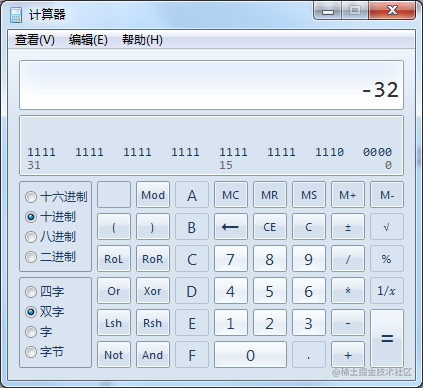 计算器
查看(V) 编辑(E) 帮助(H)
-32
1111 1111 1111 1111 1111 1111 1110 0000
31 15 0
十六进制
十进制
八进制
二进制
四字
双字
字
字节
Mod A MC MR MS M+ M-
( ) B ← CE C ± √
RoL RoR C 7 8 9 / %
Or Xor D 4 5 6 * 1/x
Lsh Rsh E 1 2 3 - =
Not And F 0 . +
@稀土掘金技术社区